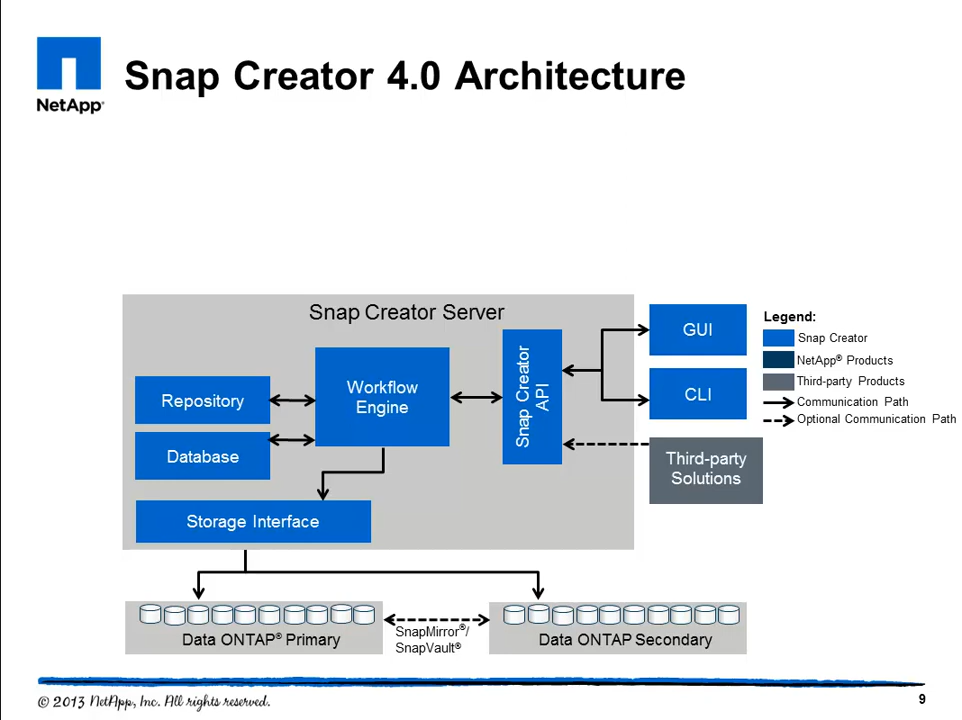 Snap Creator 4.0 Architecture
NetApp®
Snap Creator Server
Repository
Database
Workflow
Engine
Storage Interface
Snap Creator
API
GUI
CLI
Third-party
Solutions
Legend:
Snap Creator
NetApp® Products
Third-party Products
Communication Path
Optional Communication Path
Data ONTAP® Primary
SnapMirror®/
SnapVault®
Data ONTAP Secondary
© 2013 NetApp, Inc. All rights reserved.
9